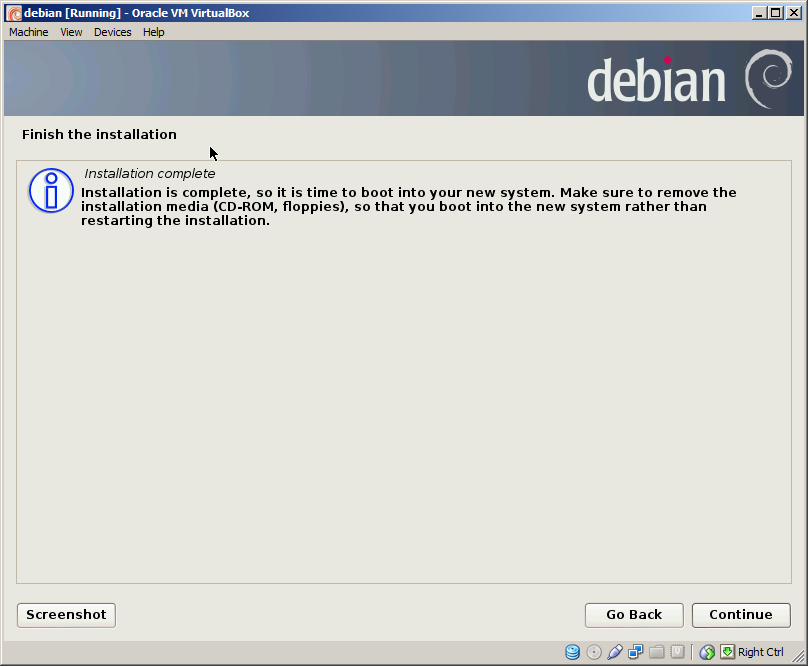 debian [Running] - Oracle VM VirtualBox
Machine View Devices Help
debian
Finish the installation
Installation complete
Installation is complete, so it is time to boot into your new system. Make sure to remove the
installation media (CD-ROM, floppies), so that you boot into the new system rather than
restarting the installation.
Screenshot Go Back Continue
Right Ctrl